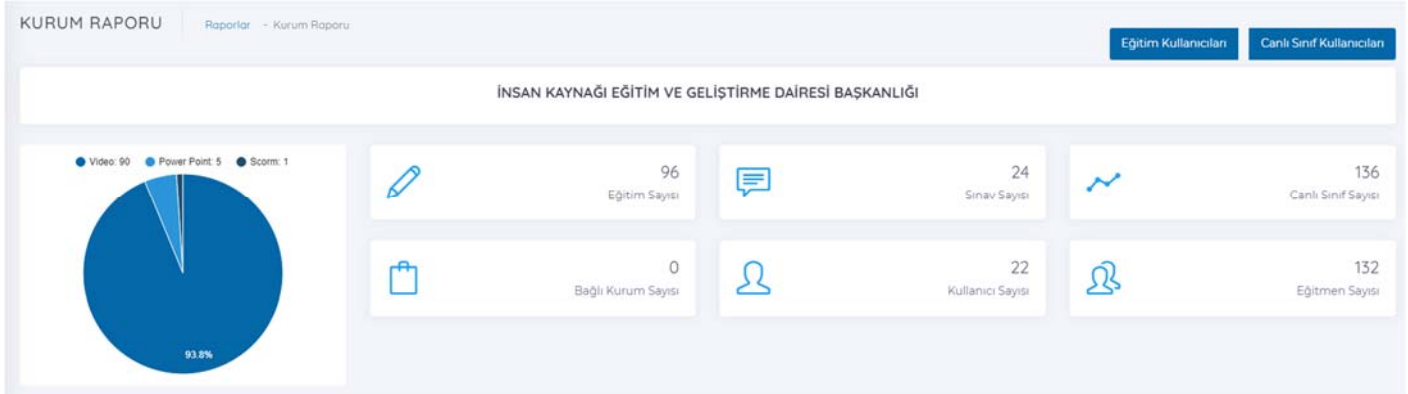 KURUM RAPORU
Raporlar - Kurum Raporu
Eğitim Kullanıcıları
Canlı Sınıf Kullanıcıları
İNSAN KAYNAĞI EĞİTİM VE GELİŞTİRME DAİRESİ BAŞKANLIĞI
Video: 90 Power Point: 5 Scorm: 1
93.8%
96
Eğitim Sayısı
24
Sınav Sayısı
136
Canlı Sınıf Sayısı
0
Bağlı Kurum Sayısı
22
Kullanıcı Sayısı
132
Eğitmen Sayısı